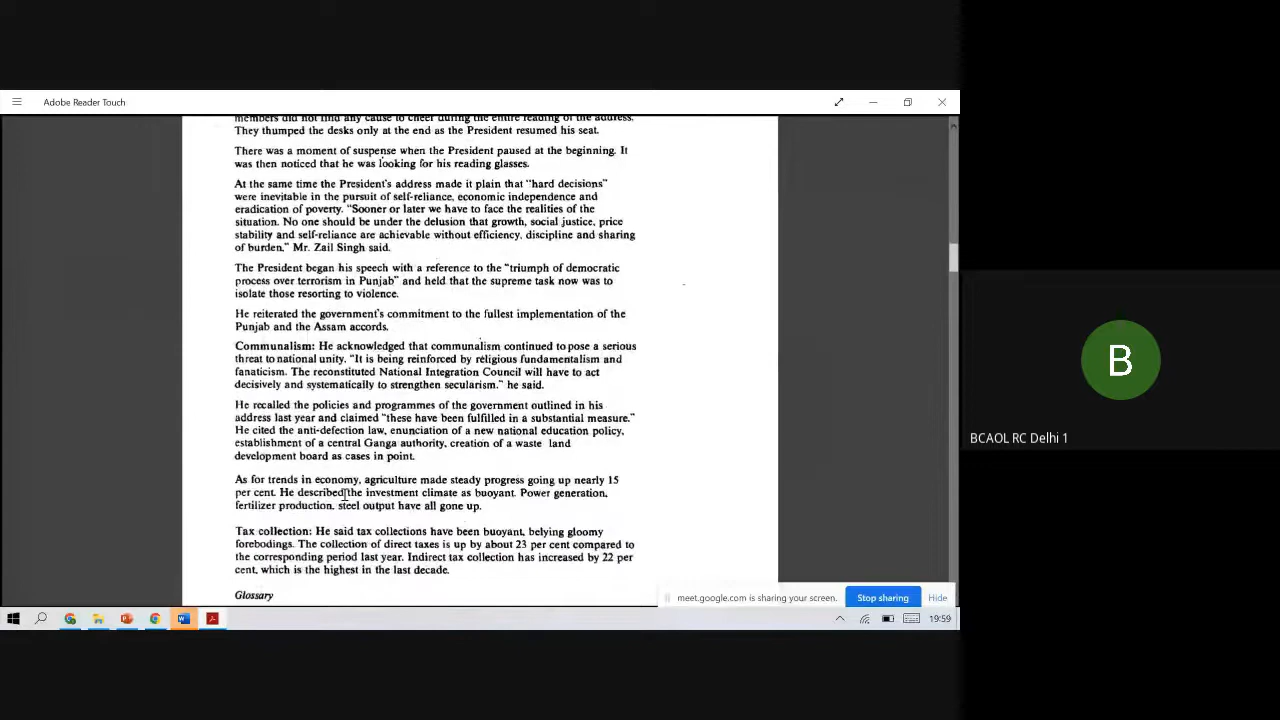 Adobe Reader Touch
members did not find any cause to cheer during the entire reading of the address.
They thumped the desks only at the end as the President resumed his seat.
There was a moment of suspense when the President paused at the beginning. It
was then noticed that he was looking for his reading glasses.
At the same time the President's address made it plain that "hard decisions"
were inevitable in the pursuit of self-reliance, economic independence and
eradication of poverty. "Sooner or later we have to face the realities of the
situation. No one should be under the delusion that growth, social justice, price
stability and self-reliance are achievable without efficiency, discipline and sharing
of burden," Mr. Zail Singh said.
The President began his speech with a reference to the "triumph of democratic
process over terrorism in Punjab" and held that the supreme task now was to
isolate those resorting to violence.
He reiterated the government's commitment to the fullest implementation of the
Punjab and the Assam accords.
Communalism: He acknowledged that communalism continued to pose a serious
threat to national unity. "It is being reinforced by religious fundamentalism and
fanaticism. The reconstituted National Integration Council will have to act
decisively and systematically to strengthen secularism." he said.
He recalled the policies and programmes of the government outlined in his
address last year and claimed "these have been fulfilled in a substantial measure."
He cited the anti-defection law, enunciation of a new national education policy,
establishment of a central Ganga authority, creation of a waste land
development board as cases in point.
As for trends in economy, agriculture made steady progress going up nearly 15
per cent. He described the investment climate as buoyant. Power generation,
fertilizer production, steel output have all gone up.
Tax collection: He said tax collections have been buoyant, belying gloomy
forebodings. The collection of direct taxes is up by about 23 per cent compared to
the corresponding period last year. Indirect tax collection has increased by 22 per
cent, which is the highest in the last decade.
Glossary
meet.google.com is sharing your screen.
Stop sharing
Hide
19:59
B
BCAOL RC Delhi 1